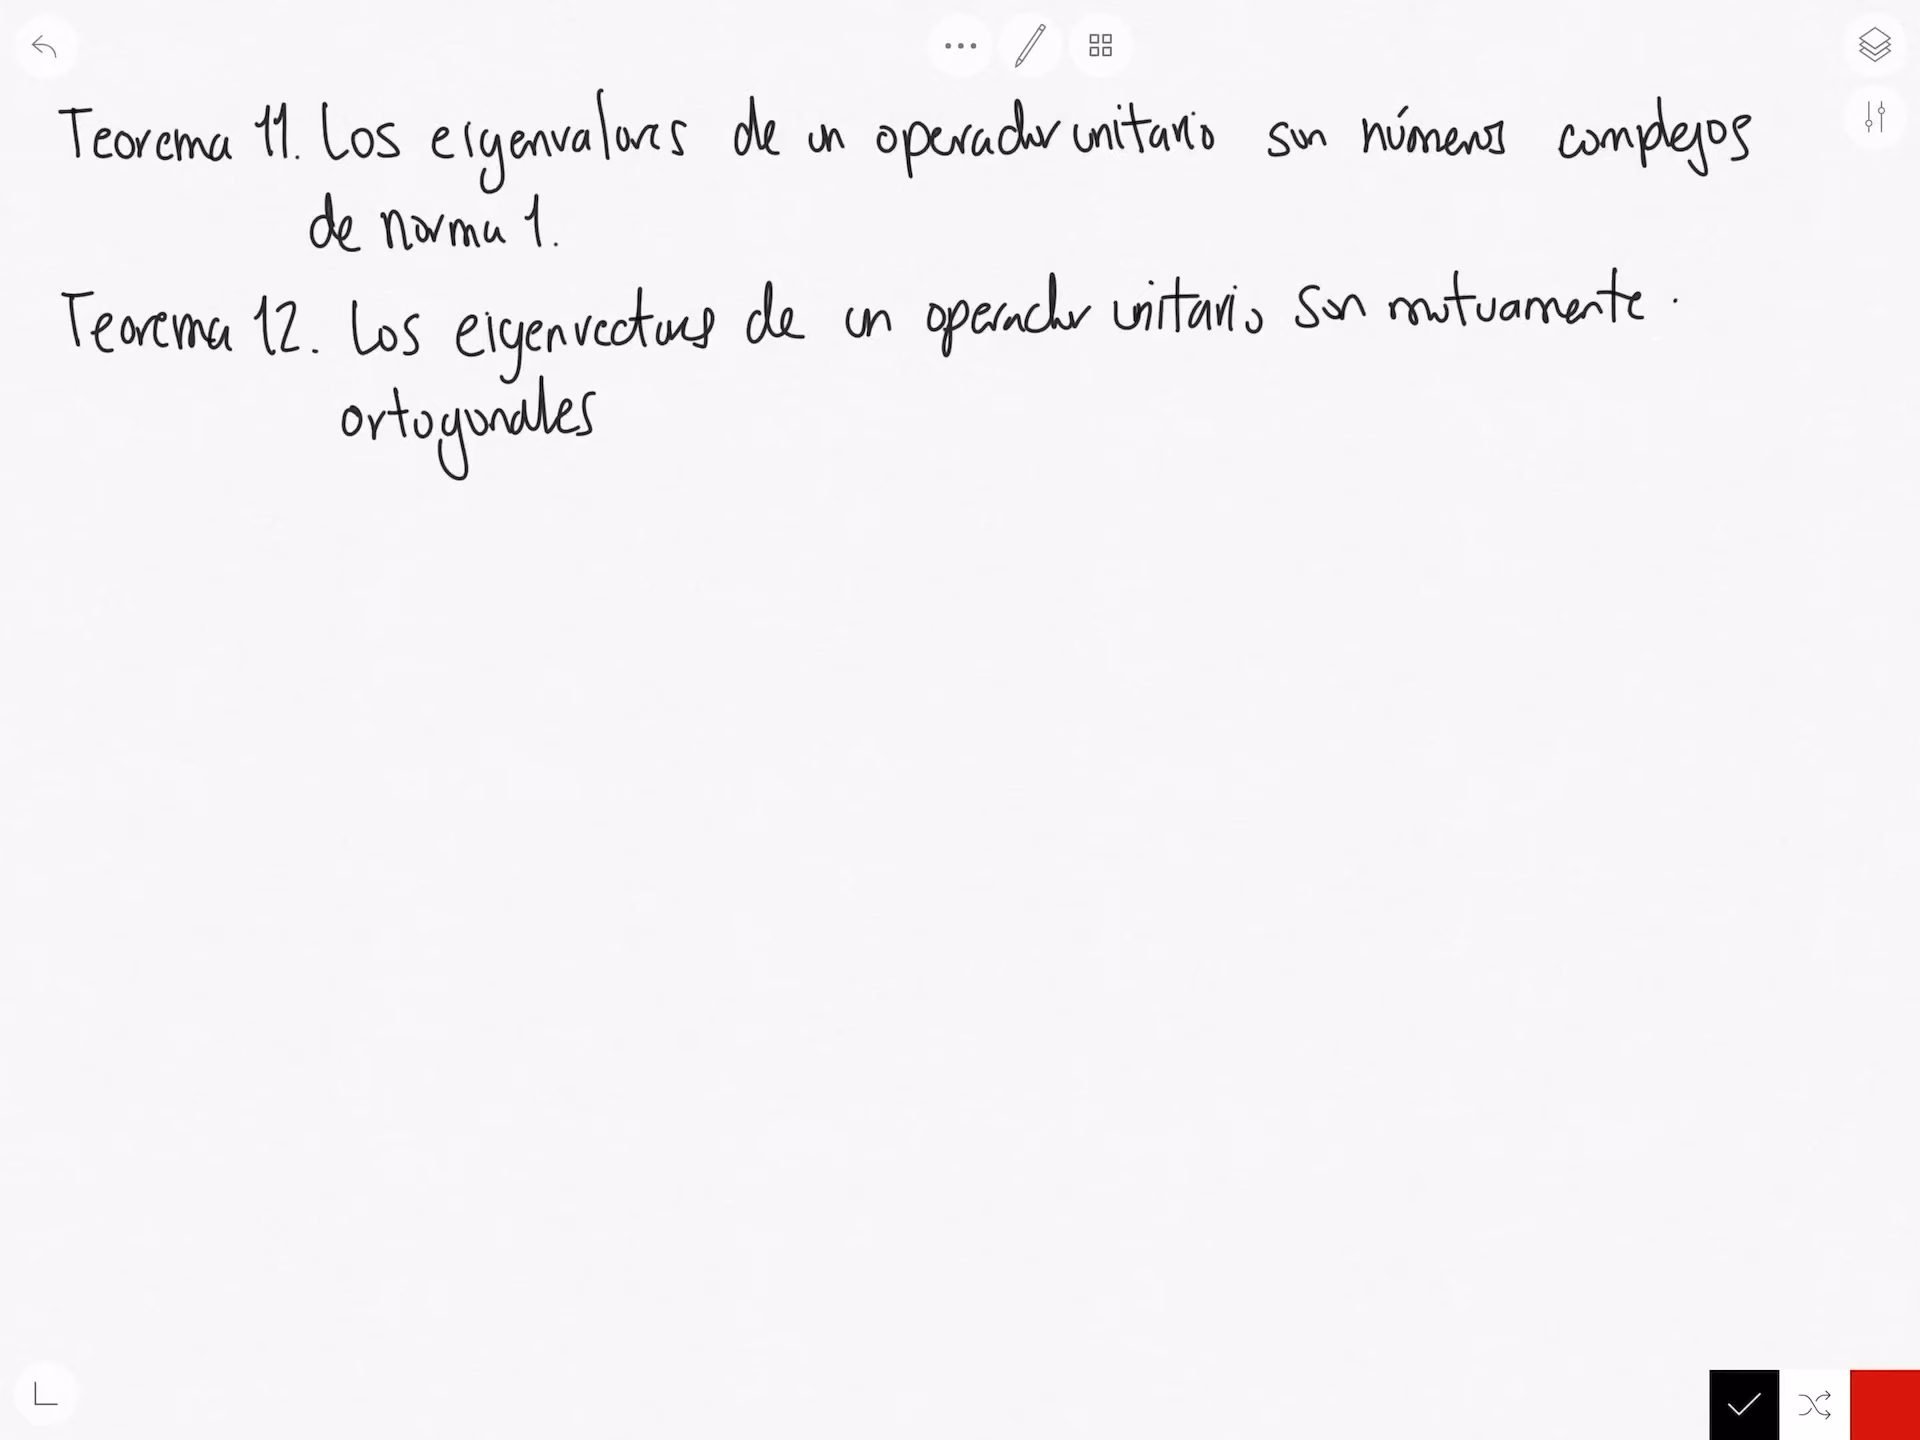 Teorema 11. Los eigenvalores de un operador unitario son números complejos
de norma 1.
Teorema 12. Los eigenvectores de un operador unitario son mutuamente
ortogonales